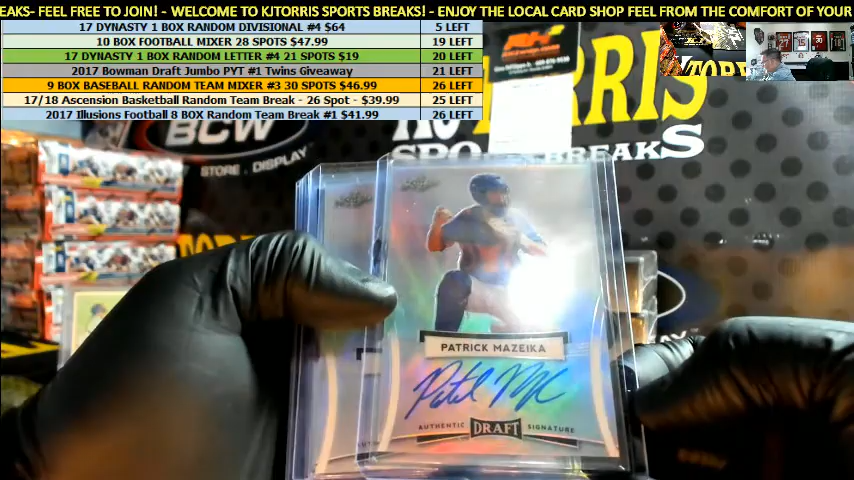 EAKS- FEEL FREE TO JOIN! - WELCOME TO KJTORRIS SPORTS BREAKS! - ENJOY THE LOCAL CARD SHOP FEEL FROM THE COMFORT OF YOUR
17 DYNASTY 1 BOX RANDOM DIVISIONAL #4 $64 5 LEFT
10 BOX FOOTBALL MIXER 28 SPOTS $47.99 19 LEFT
17 DYNASTY 1 BOX RANDOM LETTER #4 21 SPOTS $19 20 LEFT
2017 Bowman Draft Jumbo PYT #1 Twins Giveaway 21 LEFT
9 BOX BASEBALL RANDOM TEAM MIXER #3 30 SPOTS $46.99 26 LEFT
17/18 Ascension Basketball Random Team Break - 26 Spot - $39.99 25 LEFT
2017 Illusions Football 8 BOX Random Team Break #1 $41.99 26 LEFT
BCW
STORE . DISPLAY
RRIS
SPORTSBREAKS
PATRICK MAZEIKA
AUTHENTIC DRAFT SIGNATURE